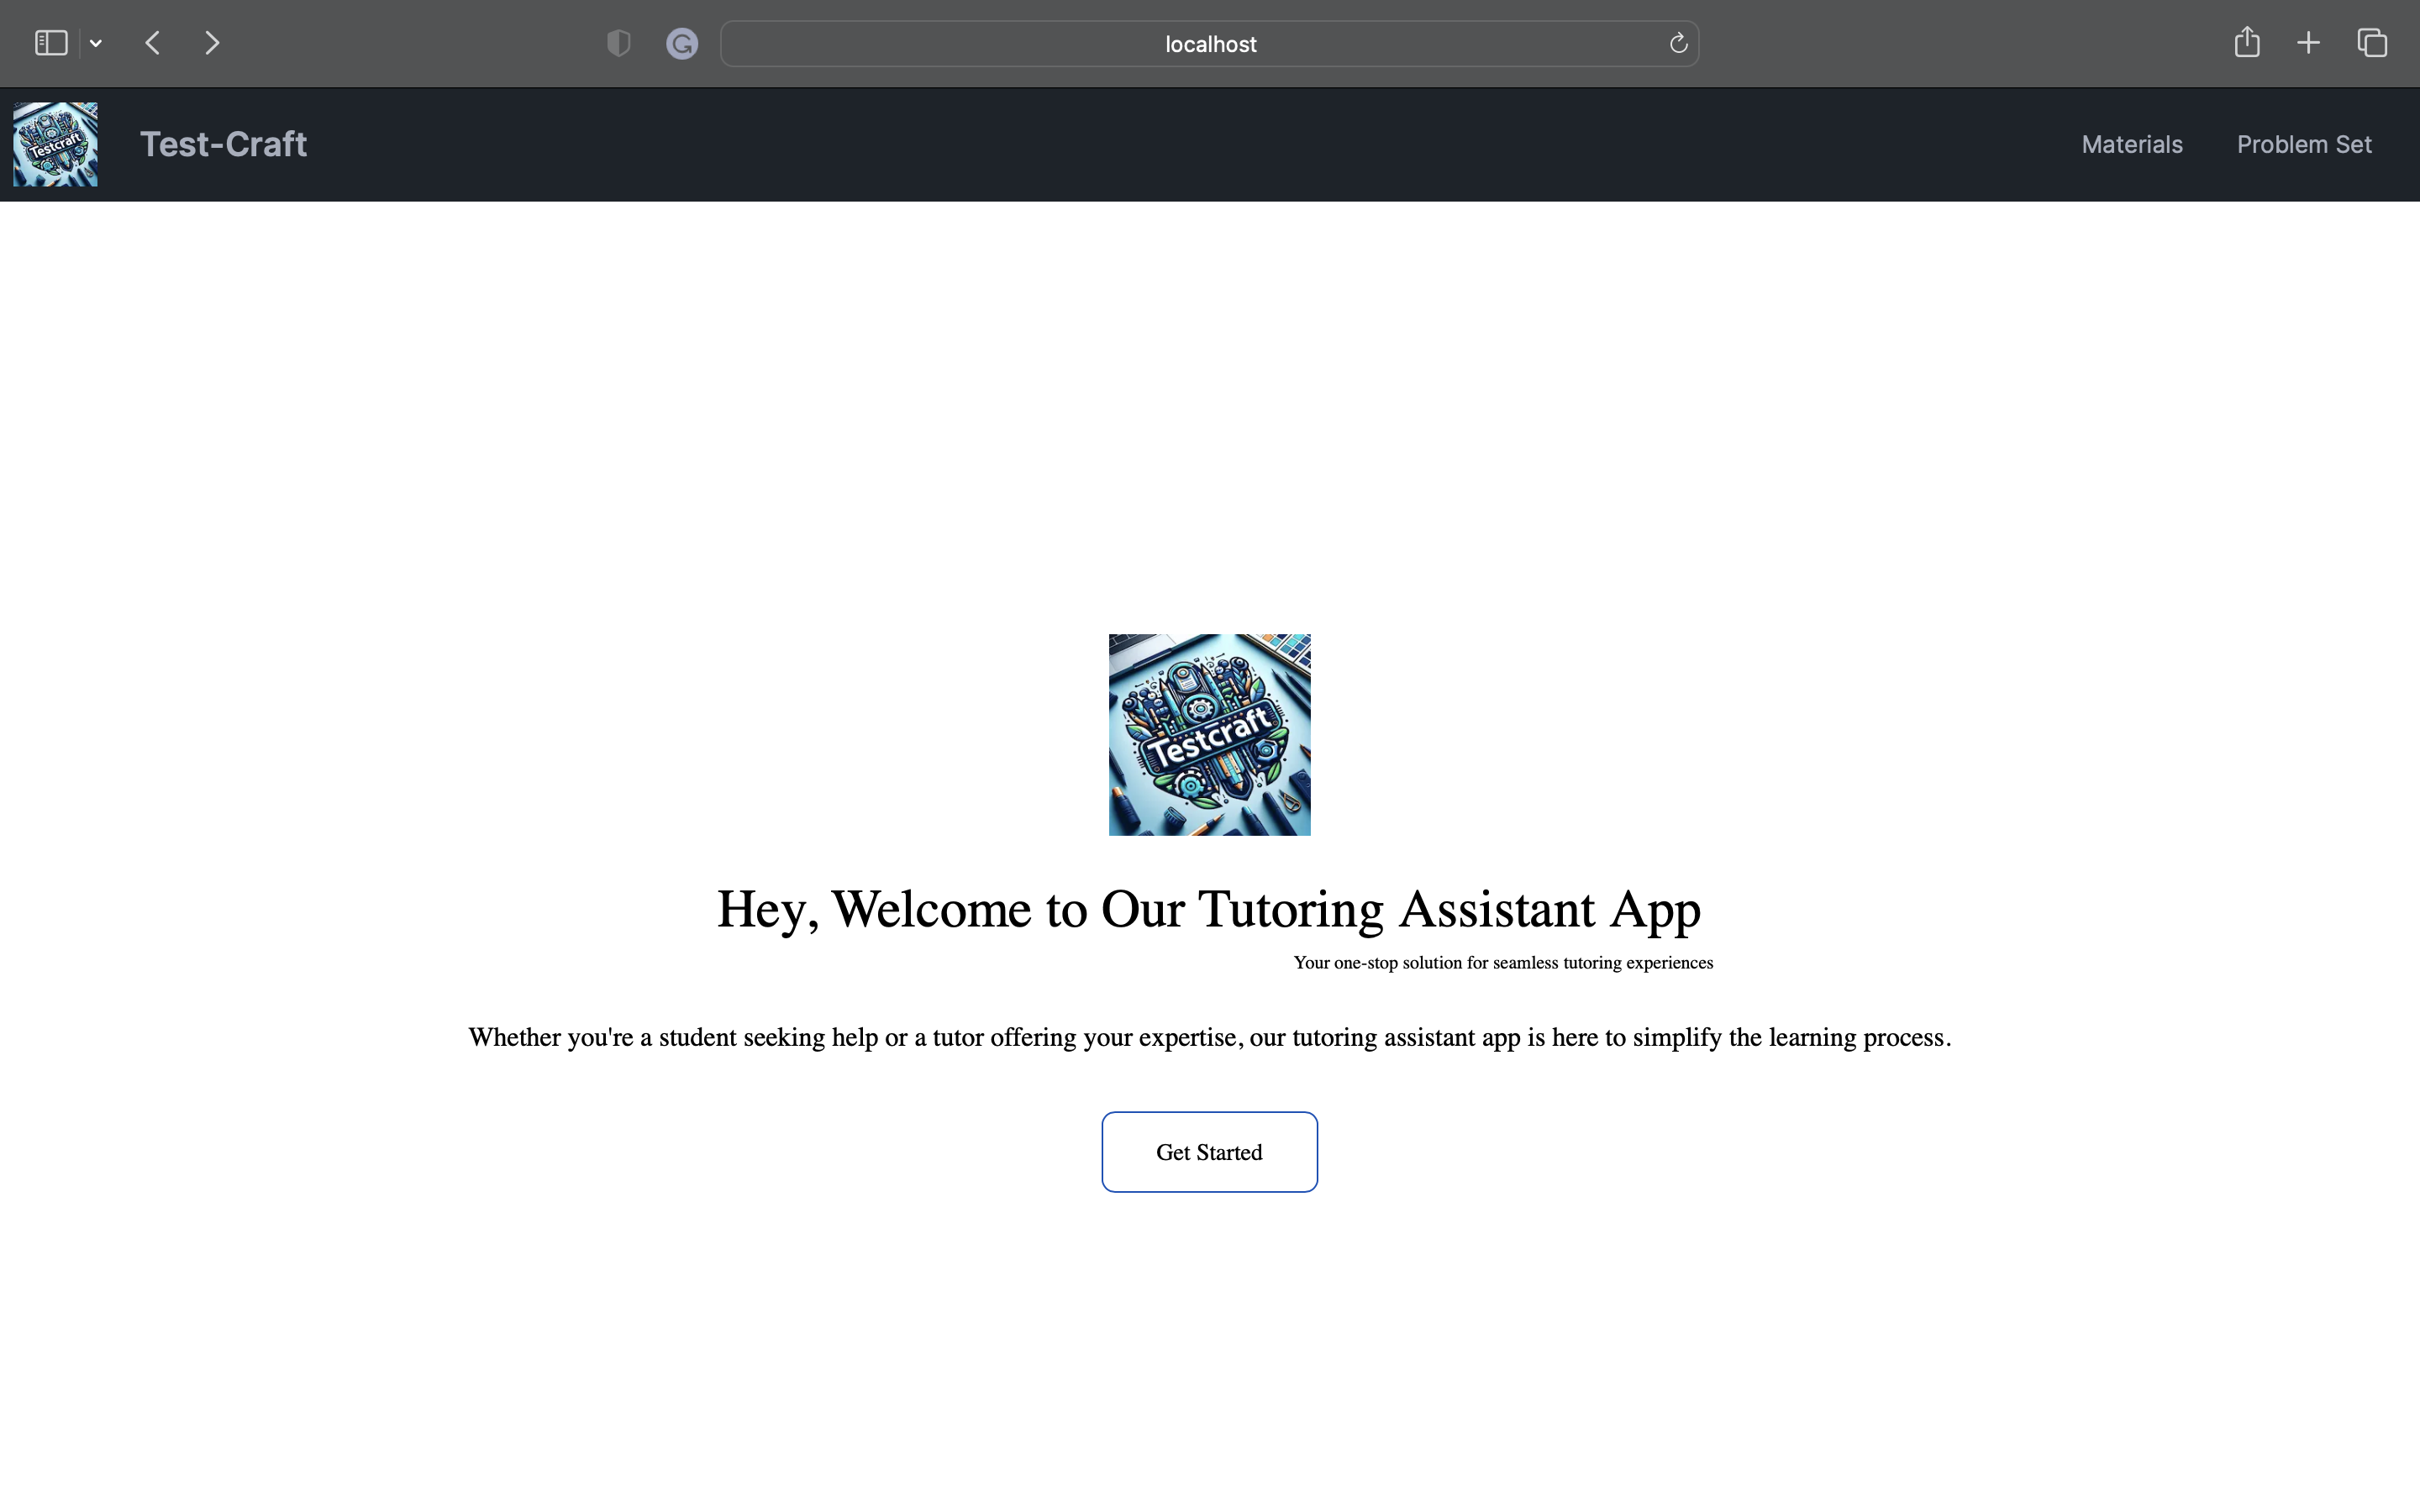 localhost
Testcraft
Test-Craft
Materials
Problem Set
Testcraft
Hey, Welcome to Our Tutoring Assistant App
Your one-stop solution for seamless tutoring experiences
Whether you're a student seeking help or a tutor offering your expertise, our tutoring assistant app is here to simplify the learning process.
Get Started